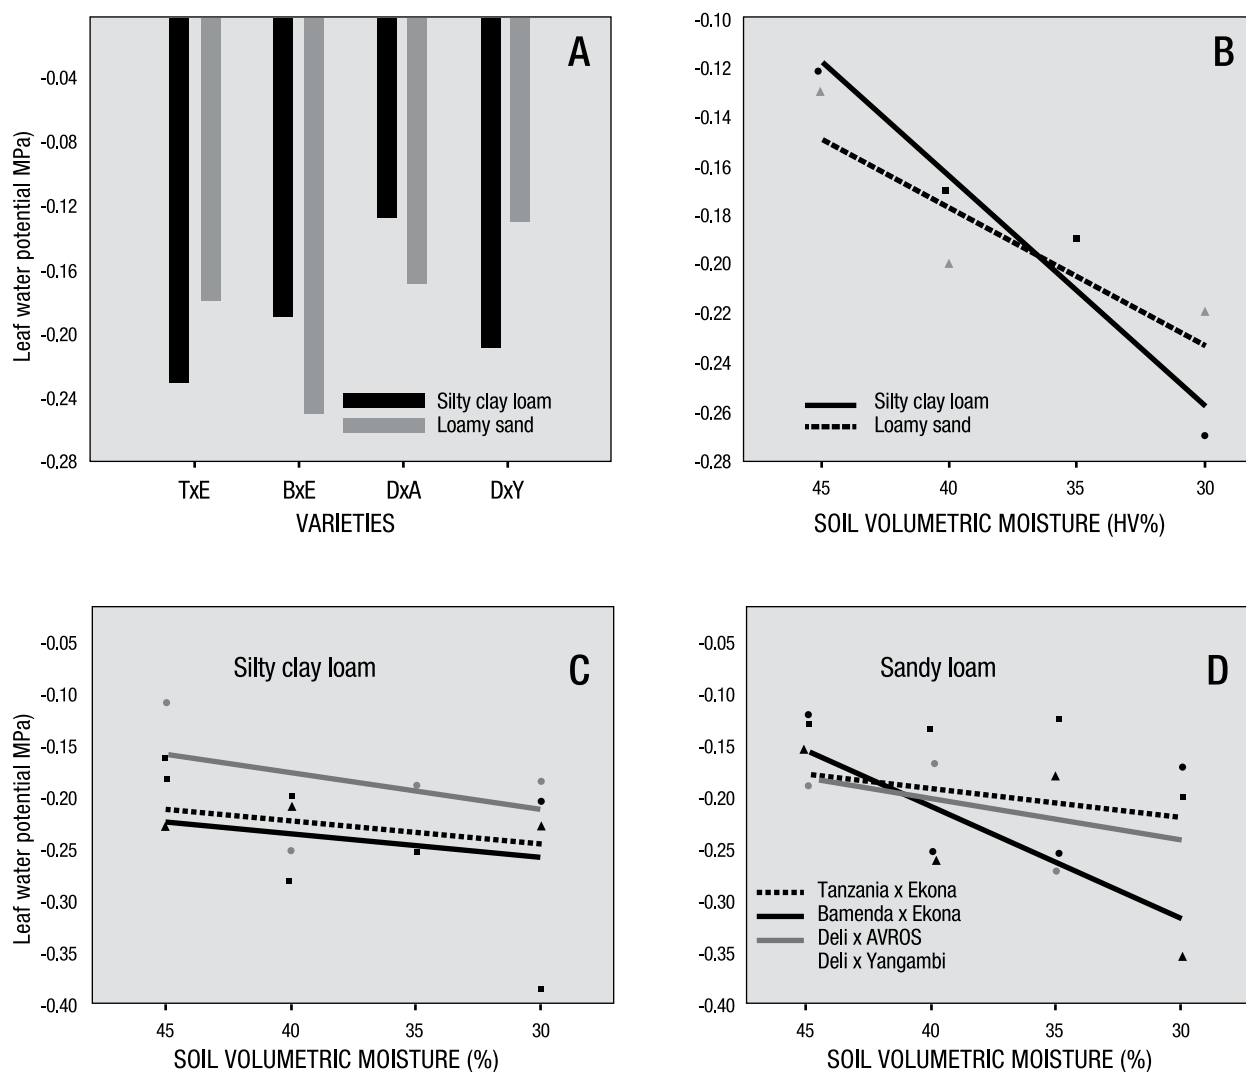 A
Leaf water potential MPa)
-0.04
-0.08
-0.12
-0.16
-0.20
-0.24
-0.28
Silty clay loam
Loamy sand
TxE BxE DxA DxY
VARIETIES
B
-0.10
-0.12
-0.14
-0.16
-0.18
-0.20
-0.22
-0.24
-0.26
-0.28
Silty clay loam
Loamy sand
45 40 35 30
SOIL VOLUMETRIC MOISTURE (HV%)
Silty clay loam
C
Leaf water potential MPa)
-0.05
-0.10
-0.15
-0.20
-0.25
-0.30
-0.35
-0.40
45 40 35 30
SOIL VOLUMETRIC MOISTURE (%)
Sandy loam
D
-0.05
-0.10
-0.15
-0.20
-0.25
-0.30
-0.35
-0.40
Tanzania x Ekona
Bamenda x Ekona
Deli x AVROS
Deli x Yangambi
45 40 35 30
SOIL VOLUMETRIC MOISTURE (%)